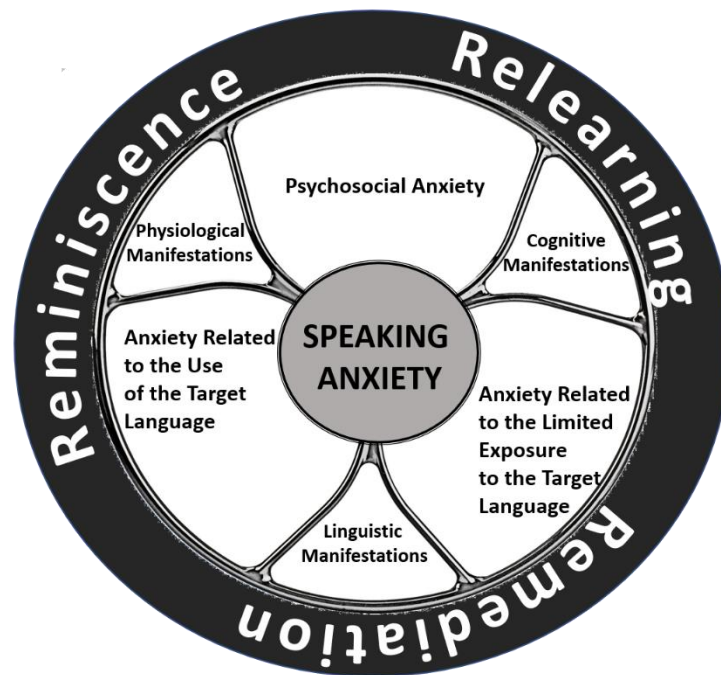 Reminiscence
Relearning
Remediation
Psychosocial Anxiety
Physiological
Manifestations
Cognitive
Manifestations
SPEAKING
ANXIETY
Anxiety Related
to the Use
of the Target
Language
Anxiety Related
to the Limited
Exposure
to the Target
Language
Linguistic
Manifestations